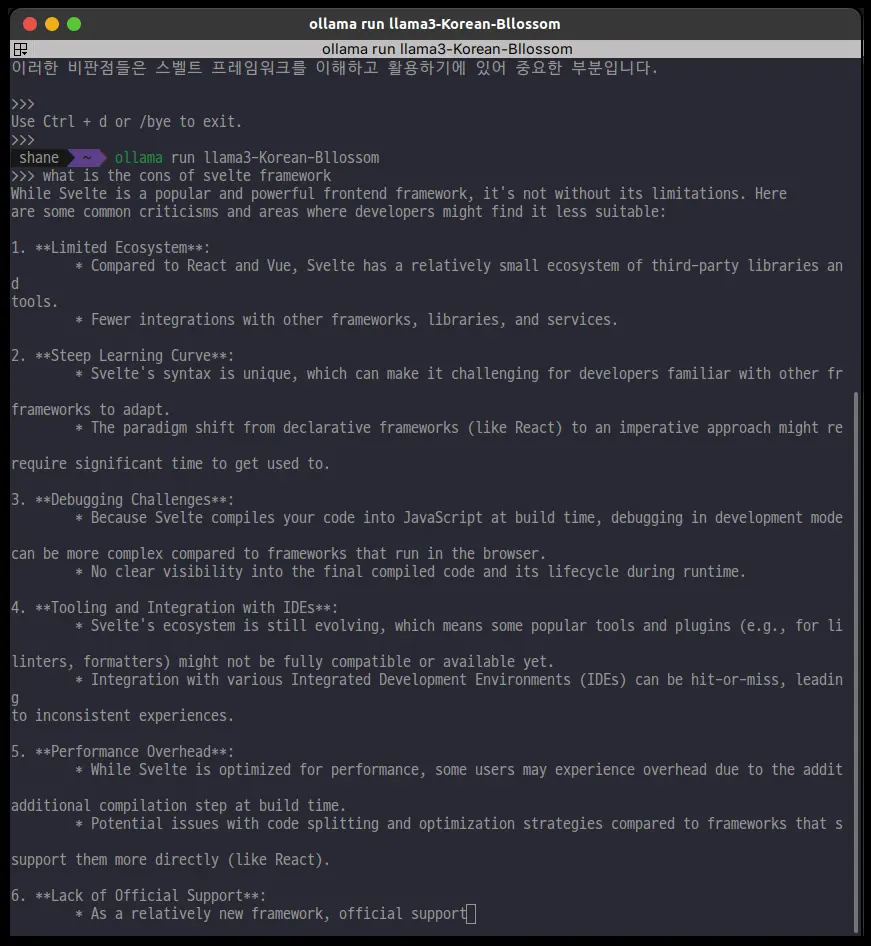 ollama run llama3-Korean-Bllossom
ollama run llama3-Korean-Bllossom
이러한 비판점들은 스벨트 프레임워크를 이해하고 활용하기에 있어 중요한 부분입니다.
>>>
Use Ctrl + d or /bye to exit.
>>>
shane ~ ollama run llama3-Korean-Bllossom
>>> what is the cons of svelte framework
While Svelte is a popular and powerful frontend framework, it's not without its limitations. Here
are some common criticisms and areas where developers might find it less suitable:
1. **Limited Ecosystem**:
* Compared to React and Vue, Svelte has a relatively small ecosystem of third-party libraries an
d
tools.
* Fewer integrations with other frameworks, libraries, and services.
2. **Steep Learning Curve**:
* Svelte's syntax is unique, which can make it challenging for developers familiar with other fr
frameworks to adapt.
* The paradigm shift from declarative frameworks (like React) to an imperative approach might re
require significant time to get used to.
3. **Debugging Challenges**:
* Because Svelte compiles your code into JavaScript at build time, debugging in development mode
can be more complex compared to frameworks that run in the browser.
* No clear visibility into the final compiled code and its lifecycle during runtime.
4. **Tooling and Integration with IDEs**:
* Svelte's ecosystem is still evolving, which means some popular tools and plugins (e.g., for li
linters, formatters) might not be fully compatible or available yet.
* Integration with various Integrated Development Environments (IDEs) can be hit-or-miss, leadin
g
to inconsistent experiences.
5. **Performance Overhead**:
* While Svelte is optimized for performance, some users may experience overhead due to the addit
additional compilation step at build time.
* Potential issues with code splitting and optimization strategies compared to frameworks that s
support them more directly (like React).
6. **Lack of Official Support**:
* As a relatively new framework, official support